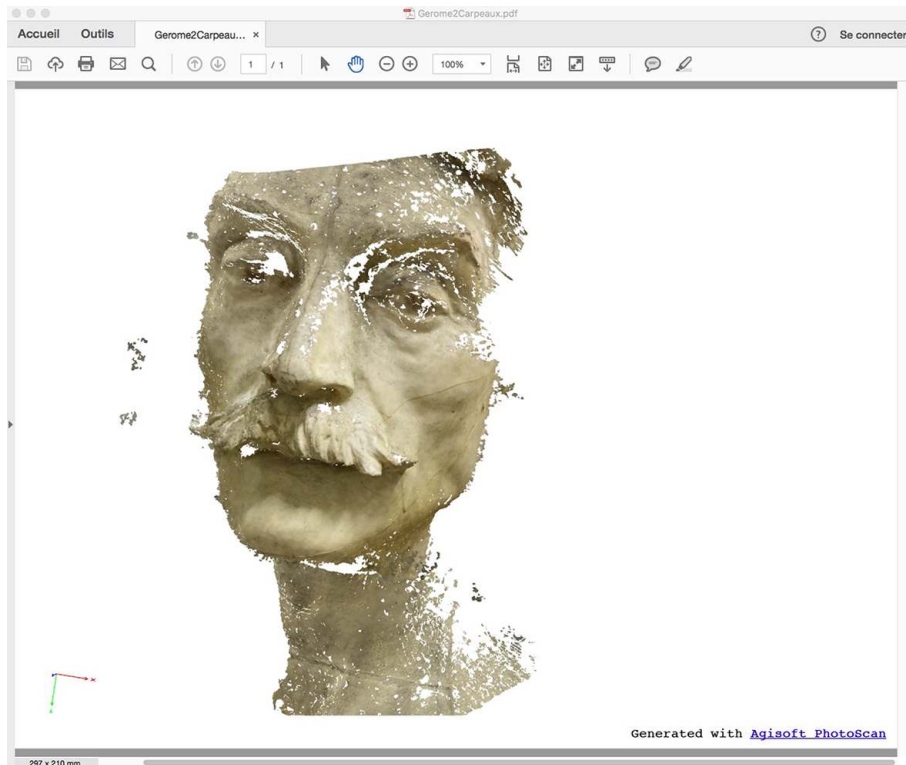 Gerome2Carpeaux.pdf
Accueil Outils Gerome2Carpeau... × ? Se connecter
1 / 1 100%
Generated with Agisoft PhotoScan
297 x 210 mm